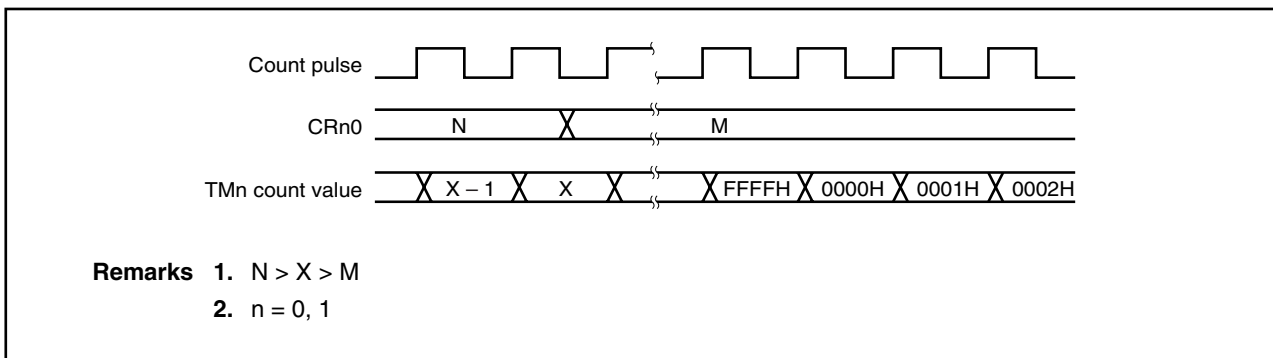 Count pulse
CRn0 N M
TMn count value X – 1 X FFFFH 0000H 0001H 0002H
Remarks 1. N > X > M
2. n = 0, 1